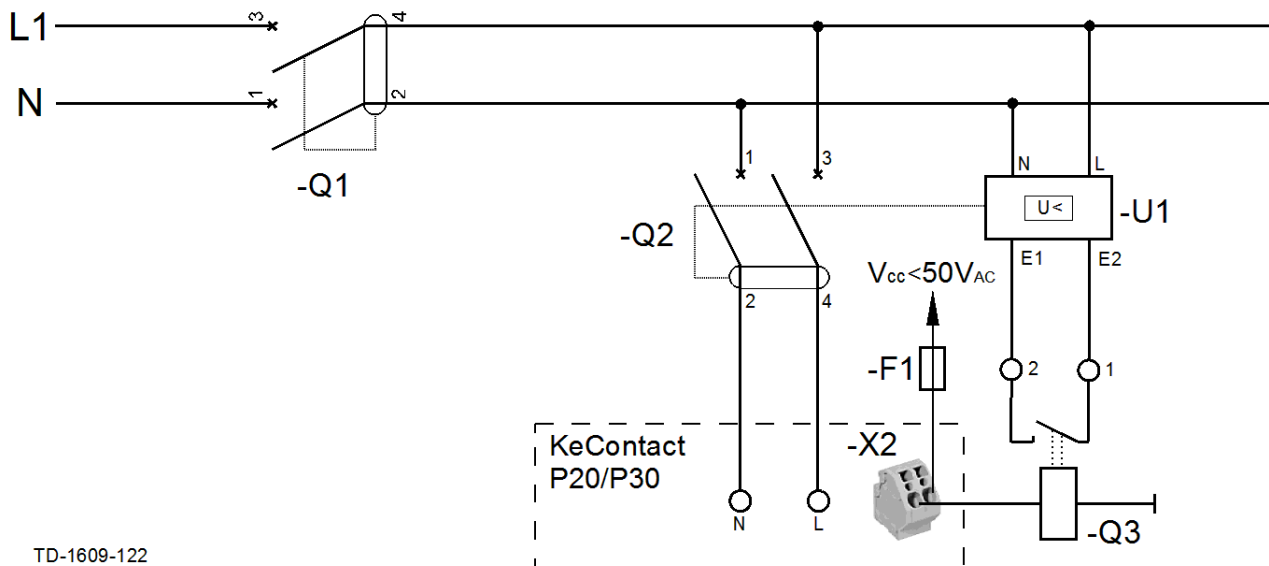 L1
3
4
N
1
2
-Q1
1
3
N
L
U<
-U1
-Q2
E1
E2
2
4
Vcc<50VAC
-F1
2
1
KeContact
P20/P30
-X2
N
L
-Q3
TD-1609-122